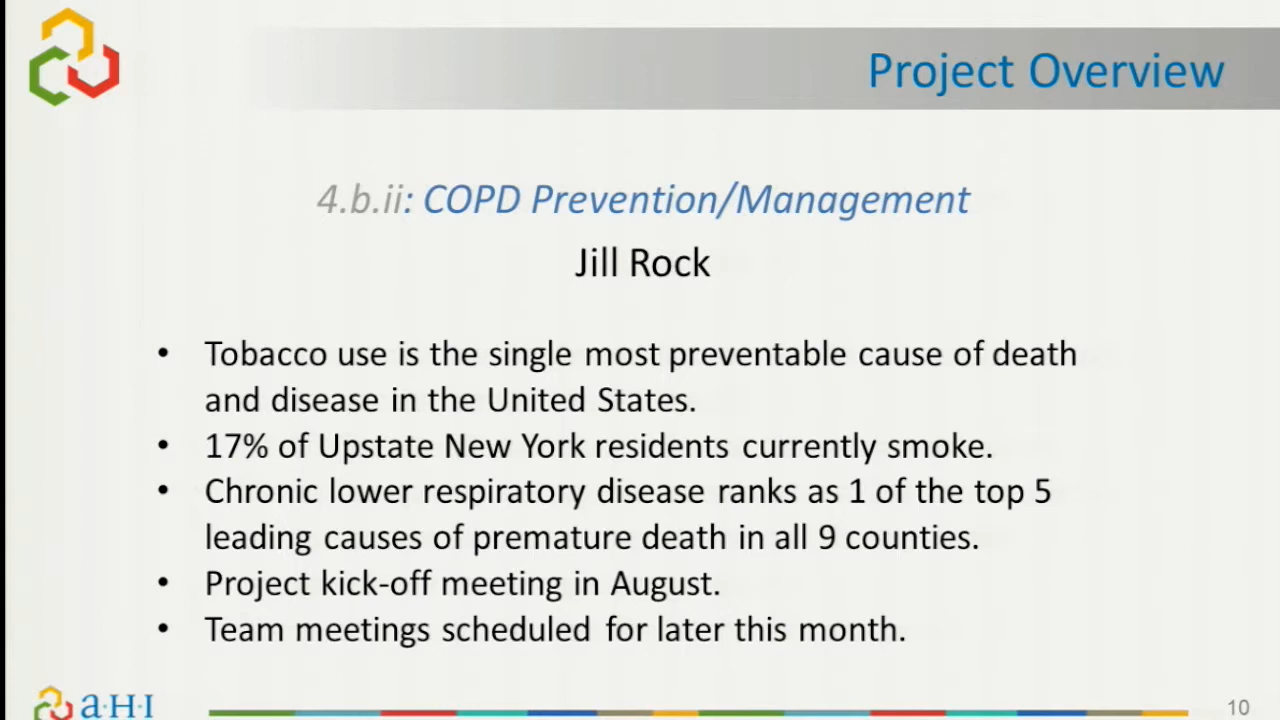 Project Overview
4.b.ii: COPD Prevention/Management
Jill Rock
• Tobacco use is the single most preventable cause of death
and disease in the United States.
• 17% of Upstate New York residents currently smoke.
• Chronic lower respiratory disease ranks as 1 of the top 5
leading causes of premature death in all 9 counties.
• Project kick-off meeting in August.
• Team meetings scheduled for later this month.
a·H·I
10